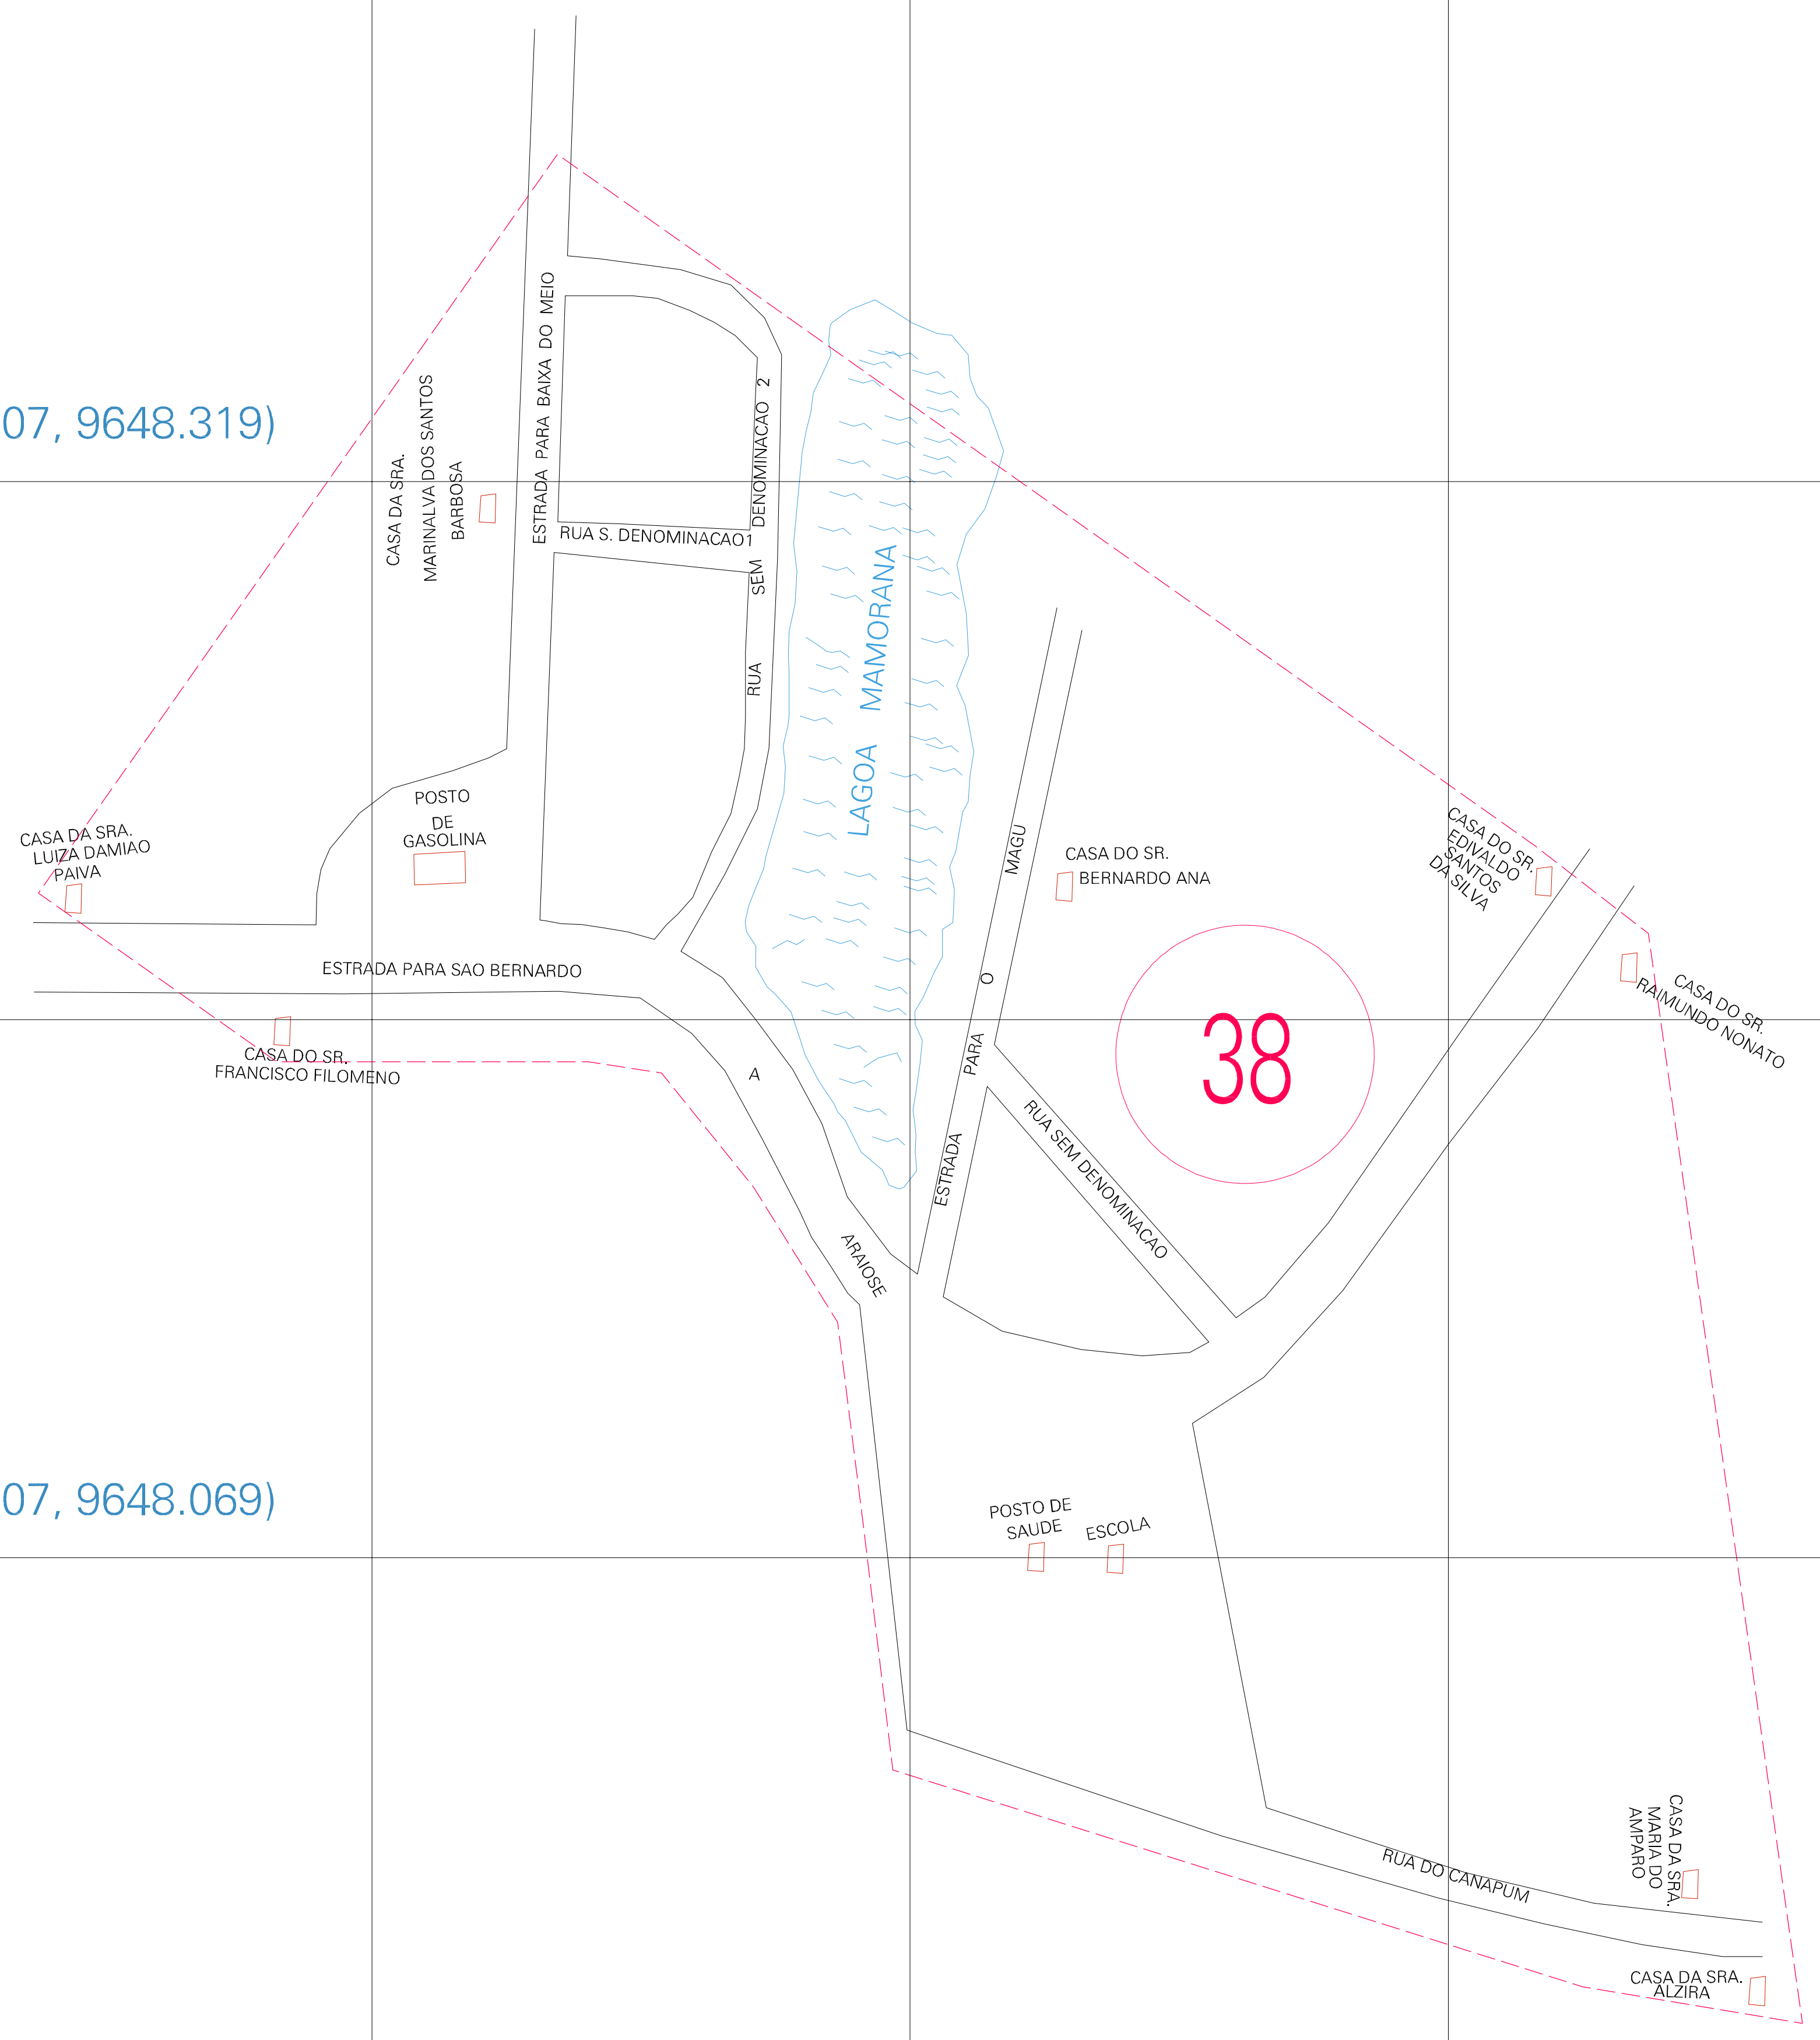 ESTRADA PARA BAIXA DO MEIO
RUA SEM DENOMINACAO 2
07, 9648.319)
CASA DA SRA.
MARINALVA DOS SANTOS
BARBOSA
RUA S. DENOMINACAO1
LAGOA MAMORANA
POSTO
DE
GASOLINA
CASA DA SRA.
LUIZA DAMIAO
PAIVA
ESTRADA PARA O MAGU
CASA DO SR.
BERNARDO ANA
CASA DO SR.
EDIVALDO
SANTOS
DA SILVA
ESTRADA PARA SAO BERNARDO
CASA DO SR.
RAIMUNDO NONATO
38
CASA DO SR.
FRANCISCO FILOMENO
A ARAIOSE
RUA SEM DENOMINACAO
07, 9648.069)
POSTO DE
SAUDE
ESCOLA
RUA DO CANAPUM
CASA DA SRA.
MARIA DO
AMPARO
CASA DA SRA.
ALZIRA